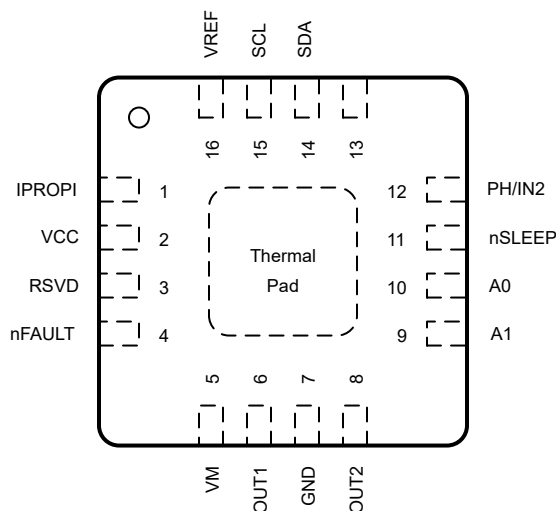 VREF
SCL
SDA
16
15
14
13
IPROPI
1
12
PH/IN2
VCC
2
11
nSLEEP
RSVD
3
10
A0
nFAULT
4
9
A1
Thermal
Pad
5
6
7
8
VM
OUT1
GND
OUT2